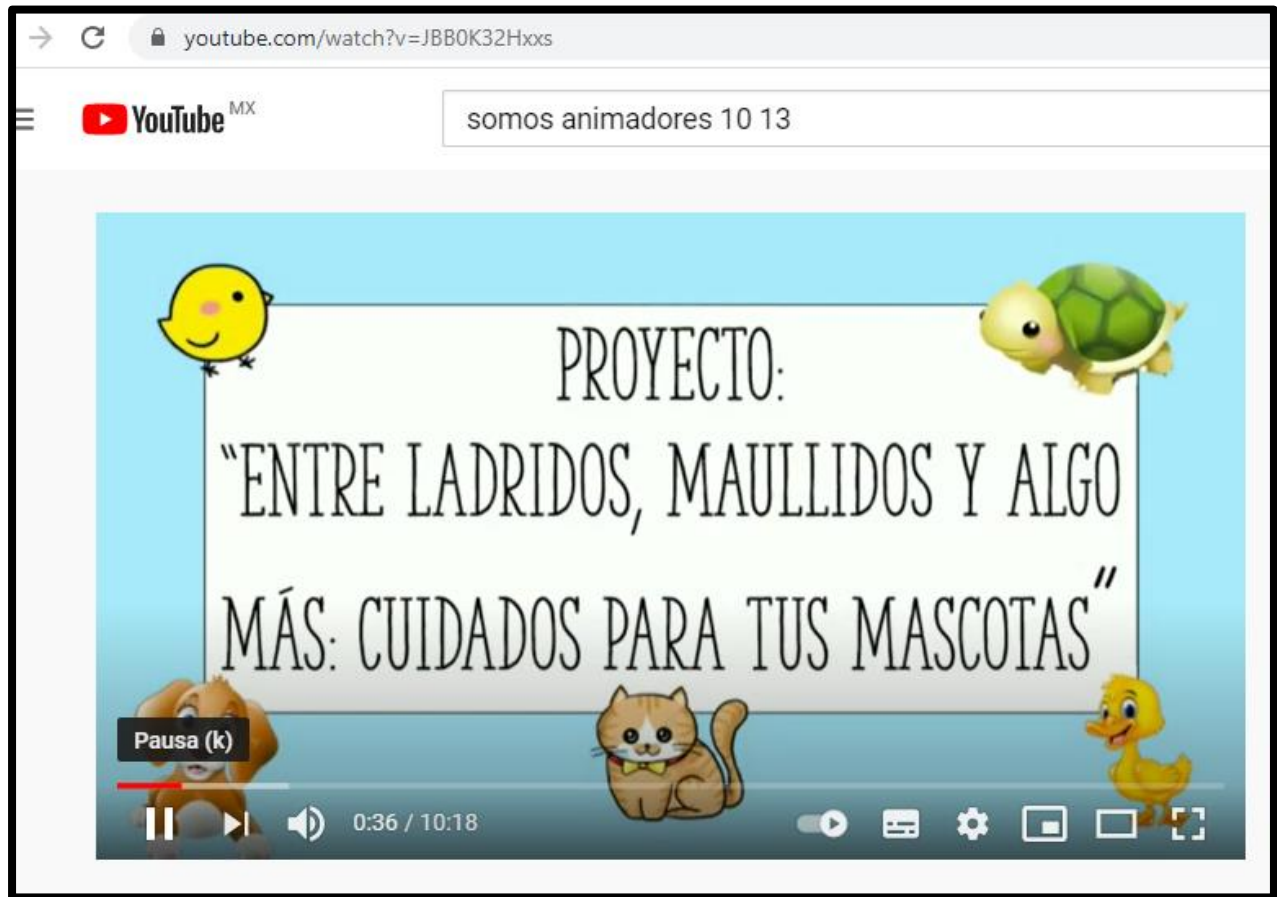 youtube.com/watch?v=JBB0K32Hxxs
YouTube MX
somos animadores 10 13
PROYECTO:
“ENTRE LADRIDOS, MAULLIDOS Y ALGO
MÁS: CUIDADOS PARA TUS MASCOTAS”
Pausa (k)
0:36 / 10:18